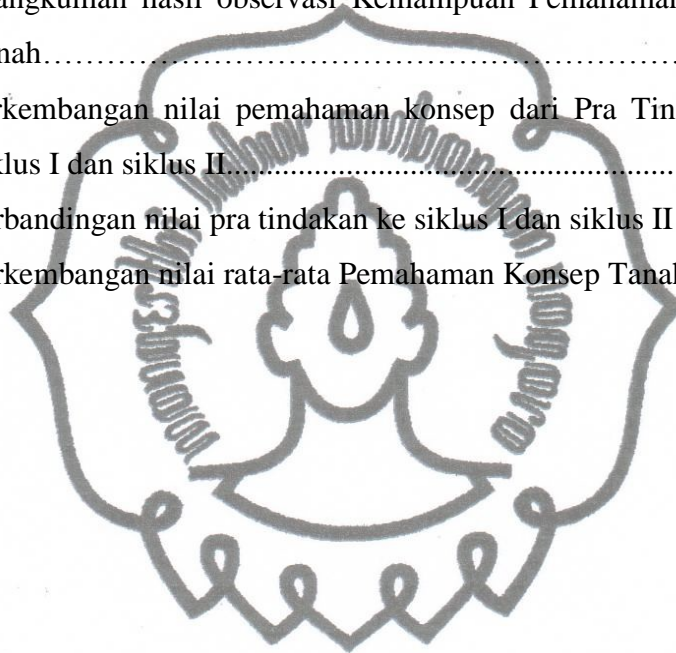 angkuman hasil observasi Kemampuan Pemahaman
nah……………………………………………………
rkembangan nilai pemahaman konsep dari Pra Tin
klus I dan siklus II..........................................................
rbandingan nilai pra tindakan ke siklus I dan siklus II
rkembangan nilai rata-rata Pemahaman Konsep Tanah